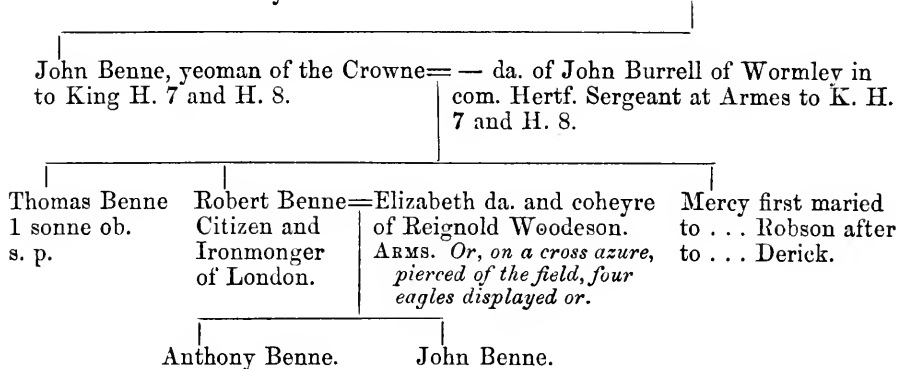 John Benne, yeoman of the Crowne= — da. of John Burrell of Wormley in
to King H. 7 and H. 8.
com. Hertf. Sergeant at Armes to K. H.
7 and H. 8.
Thomas Benne
1 sonne ob.
s. p.
Robert Benne=Elizabeth da. and coheyre
Citizen and
Ironmonger
of London.
of Reignold Woodeson.
ARMS. Or, on a cross azure,
pierced of the field, four
eagles displayed or.
Mercy first maried
to . . . Robson after
to . . . Derick.
Anthony Benne.
John Benne.